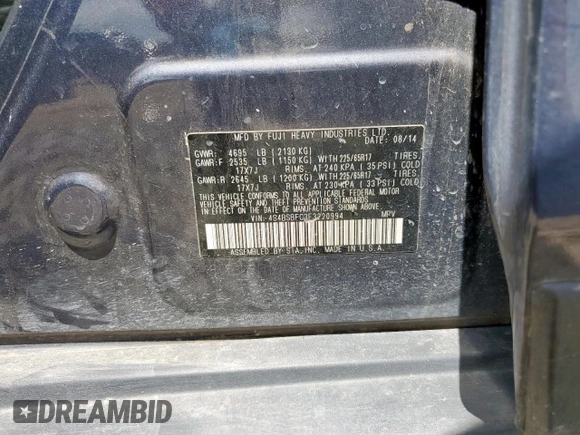 MFD BY FUJI HEAVY INDUSTRIES LTD.
DATE: 08/14
GVWR: 4695 LB (2130 KG)
GAWR:F 2535 LB (1150 KG) WITH 225/65R17 TIRES,
17X7J RIMS, AT 240 KPA (35 PSI) COLD
GAWR:R 2645 LB (1200 KG) WITH 225/65R17 TIRES,
17X7J RIMS, AT 230 KPA (33 PSI) COLD
THIS VEHICLE CONFORMS TO ALL APPLICABLE FEDERAL MOTOR
VEHICLE SAFETY AND THEFT PREVENTION STANDARDS
IN EFFECT ON THE DATE OF MANUFACTURE SHOWN ABOVE.
VIN: MPV
ASSEMBLED BY SIA, INC. MADE IN U.S.A.
DREAMBID